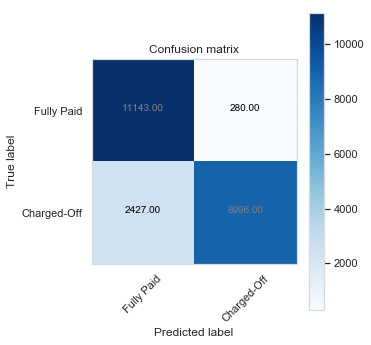 Confusion matrix
True label
Fully Paid
11143.00
280.00
Charged-Off
2427.00
8996.00
Fully Paid
Charged-Off
Predicted label
10000
8000
6000
4000
2000